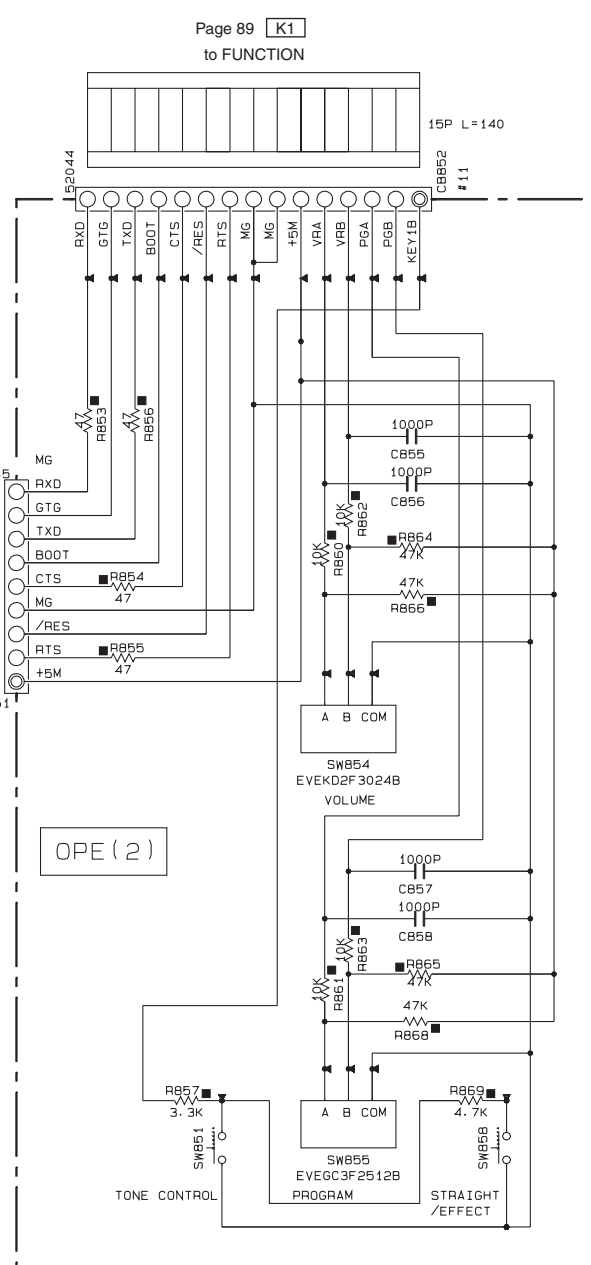 Page 89 K1
to FUNCTION
15P L=140
52044
CB852
#11
RXD
GTG
TXD
BOOT
CTS
/RES
RTS
MG
MG
+5M
VRA
VRB
PGA
PGB
KEY1B
47
R853
47
R856
MG
RXD
GTG
TXD
BOOT
CTS
MG
/RES
RTS
+5M
R854
47
R855
47
1000P
C855
1000P
C856
10K
R862
10K
R860
R864
47K
47K
R866
A B COM
SW854
EVEKD2F3024B
VOLUME
OPE(2)
1000P
C857
1000P
C858
10K
R863
10K
R861
R865
47K
47K
R868
R857
3.3K
SW851
TONE CONTROL
A B COM
SW855
EVEGC3F2512B
PROGRAM
R869
4.7K
SW858
STRAIGHT
/EFFECT